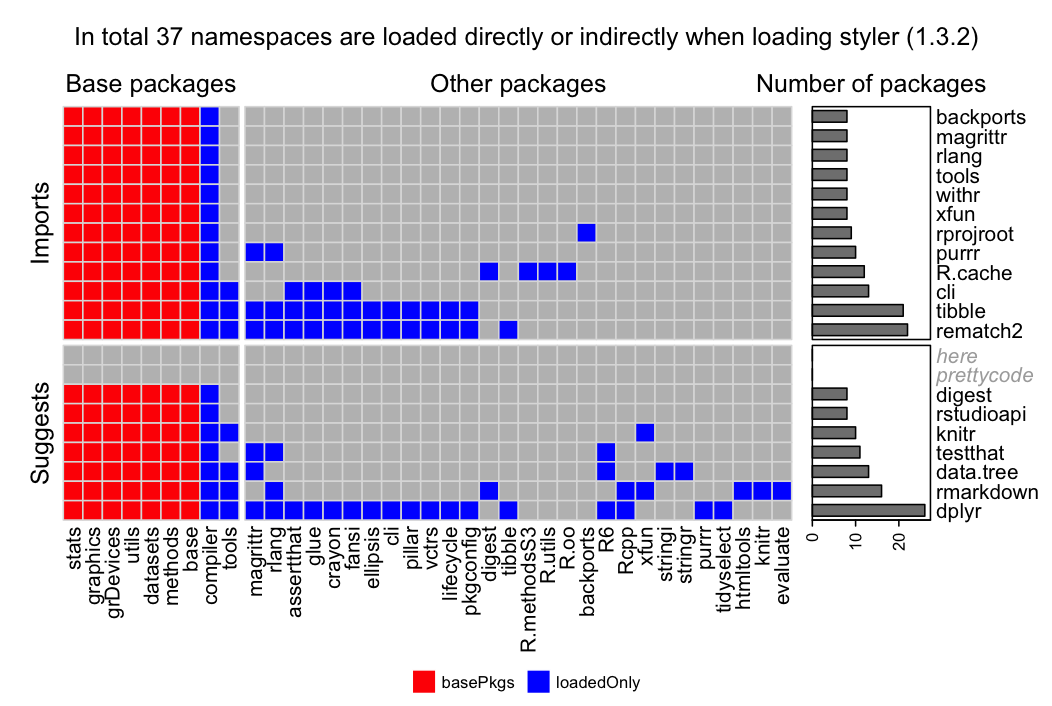 In total 37 namespaces are loaded directly or indirectly when loading styler (1.3.2)
Base packages
Other packages
Number of packages
Imports
backports
magrittr
rlang
tools
withr
xfun
rprojroot
purrr
R.cache
cli
tibble
rematch2
Suggests
here
prettycode
digest
rstudioapi
knitr
testthat
data.tree
rmarkdown
dplyr
stats
graphics
grDevices
utils
datasets
methods
base
compiler
tools
magrittr
rlang
assertthat
glue
crayon
fansi
ellipsis
cli
pillar
vctrs
lifecycle
pkgconfig
digest
tibble
R.methodsS3
R.utils
R.oo
backports
R6
Rcpp
xfun
stringi
stringr
purrr
tidyselect
htmltools
knitr
evaluate
0
10
20
basePkgs
loadedOnly